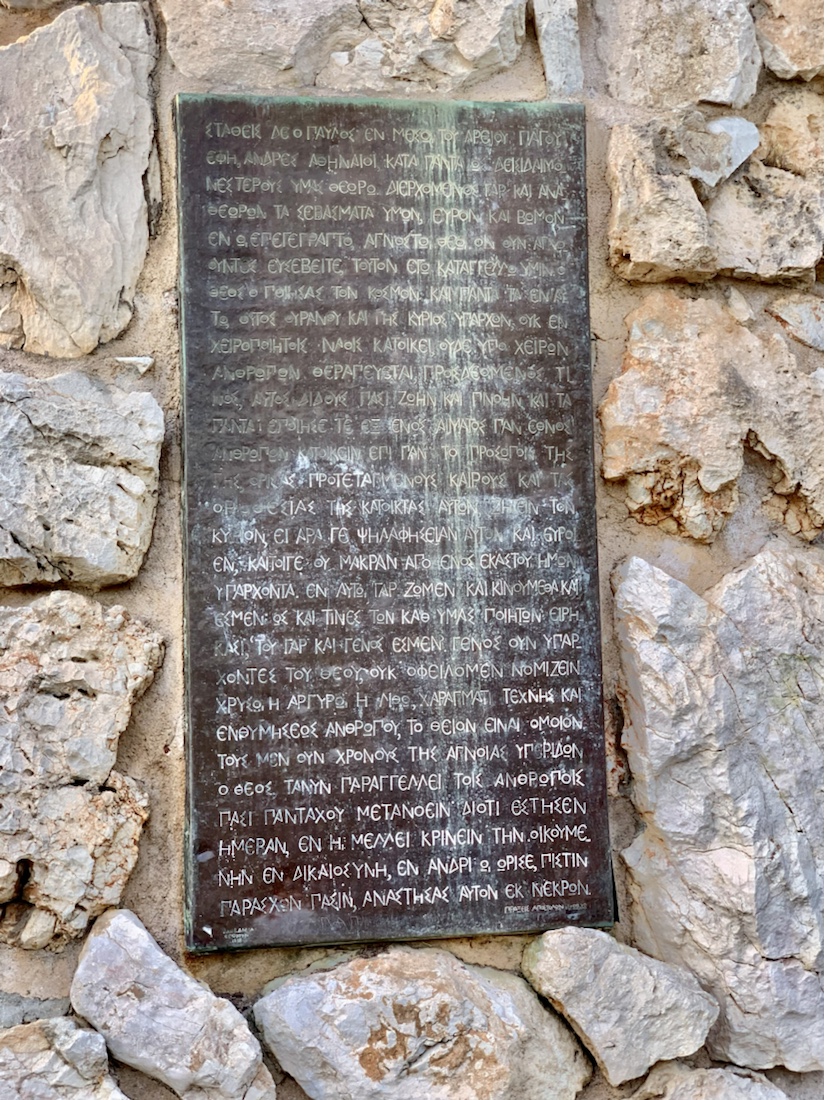 ΣΤΑΘΕΙΣ ΔΕ Ο ΠΑΥΛΟΣ ΕΝ ΜΕΣΩ ΤΟΥ ΑΡΕΙΟΥ ΠΑΓΟΥ
ΕΦΗ, ΑΝΔΡΕΣ ΑΘΗΝΑΙΟΙ ΚΑΤΑ ΠΑΝΤΑ ΩΣ ΔΕΙΣΙΔΑΙΜΟ
ΝΕΣΤΕΡΟΥΣ ΥΜΑΣ ΘΕΩΡΩ. ΔΙΕΡΧΟΜΕΝΟΣ ΓΑΡ ΚΑΙ ΑΝΑ
ΘΕΩΡΩΝ ΤΑ ΣΕΒΑΣΜΑΤΑ ΥΜΩΝ, ΕΥΡΟΝ ΚΑΙ ΒΩΜΟΝ
ΕΝ Ω, ΕΠΕΓΕΓΡΑΠΤΟ, ΑΓΝΩΣΤΩ, ΘΕΩ, ΟΝ ΟΥΝ ΑΓΝΟ
ΟΥΝΤΕΣ ΕΥΣΕΒΕΙΤΕ, ΤΟΥΤΟΝ ΕΓΩ ΚΑΤΑΓΓΕΛΛΩ ΥΜΙΝ. Ο
ΘΕΟΣ Ο ΠΟΙΗΣΑΣ ΤΟΝ ΚΟΣΜΟΝ ΚΑΙ ΠΑΝΤΑ ΤΑ ΕΝ ΑΥ
ΤΩ, ΟΥΤΟΣ ΟΥΡΑΝΟΥ ΚΑΙ ΓΗΣ ΚΥΡΙΟΣ ΥΠΑΡΧΩΝ, ΟΥΚ ΕΝ
ΧΕΙΡΟΠΟΙΗΤΟΙΣ ΝΑΟΙΣ ΚΑΤΟΙΚΕΙ, ΟΥΔΕ ΥΠΟ ΧΕΙΡΩΝ
ΑΝΘΡΩΠΩΝ ΘΕΡΑΠΕΥΕΤΑΙ, ΠΡΟΣΔΕΟΜΕΝΟΣ ΤΙ
ΝΟΣ, ΑΥΤΟΣ ΔΙΔΟΥΣ ΠΑΣΙ ΖΩΗΝ ΚΑΙ ΠΝΟΗΝ ΚΑΙ ΤΑ
ΠΑΝΤΑ. ΕΠΟΙΗΣΕ ΤΕ ΕΞ ΕΝΟΣ ΑΙΜΑΤΟΣ ΠΑΝ ΕΘΝΟΣ
ΑΝΘΡΩΠΩΝ ΚΑΤΟΙΚΕΙΝ ΕΠΙ ΠΑΝ ΤΟ ΠΡΟΣΩΠΟΝ ΤΗΣ
ΓΗΣ, ΟΡΙΣΑΣ ΠΡΟΤΕΤΑΓΜΕΝΟΥΣ ΚΑΙΡΟΥΣ ΚΑΙ ΤΑΣ
ΟΡΟΘΕΣΙΑΣ ΤΗΣ ΚΑΤΟΙΚΙΑΣ ΑΥΤΩΝ, ΖΗΤΕΙΝ ΤΟΝ
ΚΥΡΙΟΝ, ΕΙ ΑΡΑ ΓΕ ΨΗΛΑΦΗΣΕΙΑΝ ΑΥΤΟΝ ΚΑΙ ΕΥΡΟΙ
ΕΝ, ΚΑΙΤΟΙΓΕ ΟΥ ΜΑΚΡΑΝ ΑΠΟ ΕΝΟΣ ΕΚΑΣΤΟΥ ΗΜΩΝ
ΥΠΑΡΧΟΝΤΑ. ΕΝ ΑΥΤΩ, ΓΑΡ ΖΩΜΕΝ ΚΑΙ ΚΙΝΟΥΜΕΘΑ ΚΑΙ
ΕΣΜΕΝ, ΩΣ ΚΑΙ ΤΙΝΕΣ ΤΩΝ ΚΑΘ ΥΜΑΣ ΠΟΙΗΤΩΝ ΕΙΡΗ
ΚΑΣΙ, ΤΟΥ ΓΑΡ ΚΑΙ ΓΕΝΟΣ ΕΣΜΕΝ. ΓΕΝΟΣ ΟΥΝ ΥΠΑΡ
ΧΟΝΤΕΣ ΤΟΥ ΘΕΟΥ, ΟΥΚ ΟΦΕΙΛΟΜΕΝ ΝΟΜΙΖΕΙΝ
ΧΡΥΣΩ, Η ΑΡΓΥΡΩ, Η ΛΙΘΩ, ΧΑΡΑΓΜΑΤΙ ΤΕΧΝΗΣ ΚΑΙ
ΕΝΘΥΜΗΣΕΩΣ ΑΝΘΡΩΠΟΥ, ΤΟ ΘΕΙΟΝ ΕΙΝΑΙ ΟΜΟΙΟΝ.
ΤΟΥΣ ΜΕΝ ΟΥΝ ΧΡΟΝΟΥΣ ΤΗΣ ΑΓΝΟΙΑΣ ΥΠΕΡΙΔΩΝ
Ο ΘΕΟΣ ΤΑΝΥΝ ΠΑΡΑΓΓΕΛΛΕΙ ΤΟΙΣ ΑΝΘΡΩΠΟΙΣ
ΠΑΣΙ ΠΑΝΤΑΧΟΥ ΜΕΤΑΝΟΕΙΝ ΔΙΟΤΙ ΕΣΤΗΣΕΝ
ΗΜΕΡΑΝ, ΕΝ Η, ΜΕΛΛΕΙ ΚΡΙΝΕΙΝ ΤΗΝ ΟΙΚΟΥΜΕ
ΝΗΝ ΕΝ ΔΙΚΑΙΟΣΥΝΗ, ΕΝ ΑΝΔΡΙ Ω, ΩΡΙΣΕ, ΠΙΣΤΙΝ
ΠΑΡΑΣΧΩΝ ΠΑΣΙΝ, ΑΝΑΣΤΗΣΑΣ ΑΥΤΟΝ ΕΚ ΝΕΚΡΩΝ.
ΠΡΑΞΕΙΣ ΑΠΟΣΤΟΛΩΝ